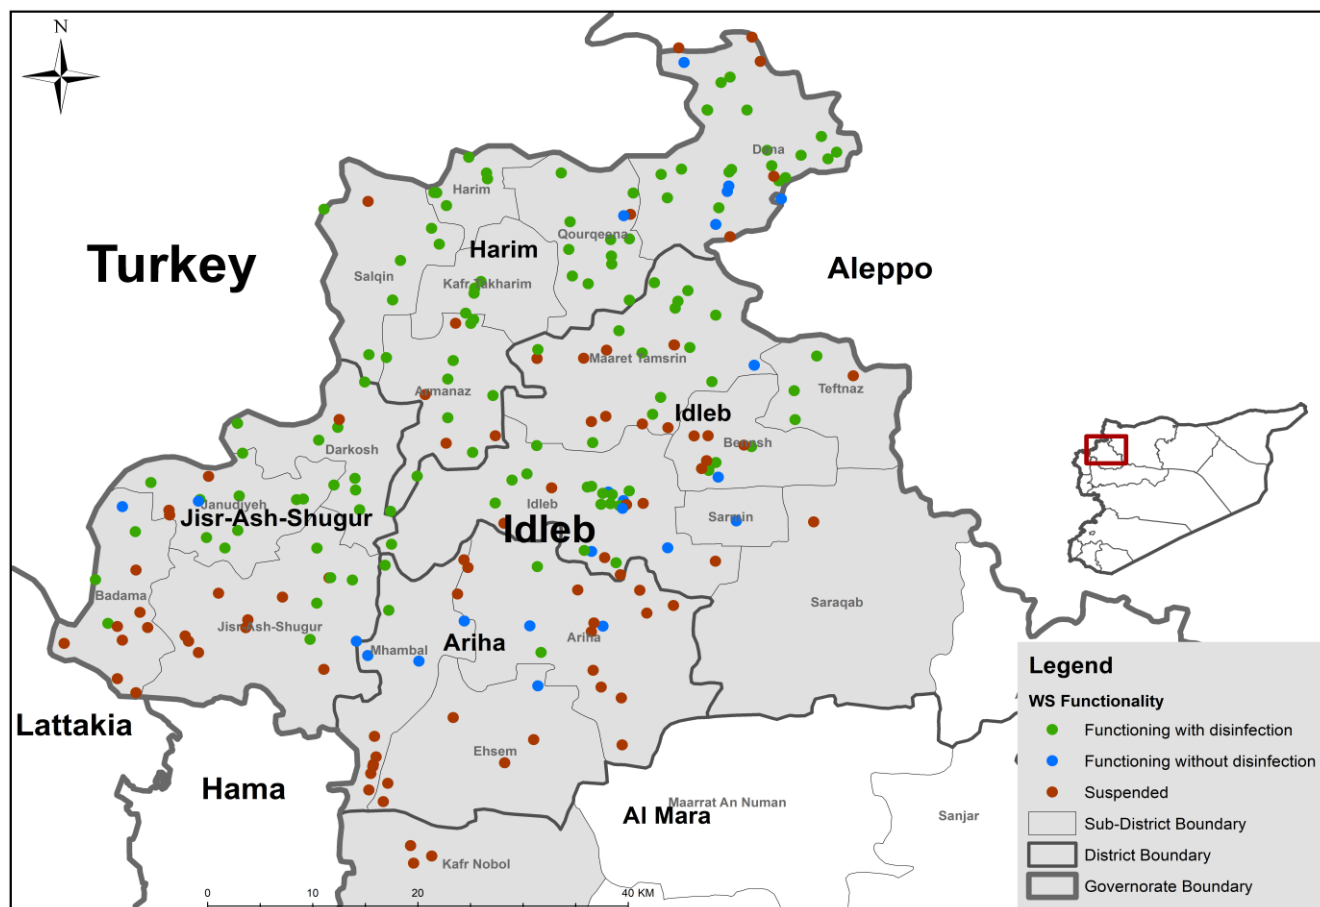 N
Dana
Harim
Turkey
Qourqeena
Harim
Aleppo
Salqin
Kafr Takharim
Maaret Tamsrin
Teftnaz
Armanaz
Idleb
Bennsh
Darkosh
Janudiyeh
Idleb
Jisr-Ash-Shugur
Sarmin
Idleb
Badama
Saraqab
Jisr-Ash-Shugur
Ariha
Ariha
Mhambal
Lattakia
Ehsem
Hama
Maarrat An Numan
Al Mara
Sanjar
Kafr Nobol
0 10 20 40 KM
Legend
WS Functionality
Functioning with disinfection
Functioning without disinfection
Suspended
Sub-District Boundary
District Boundary
Governorate Boundary